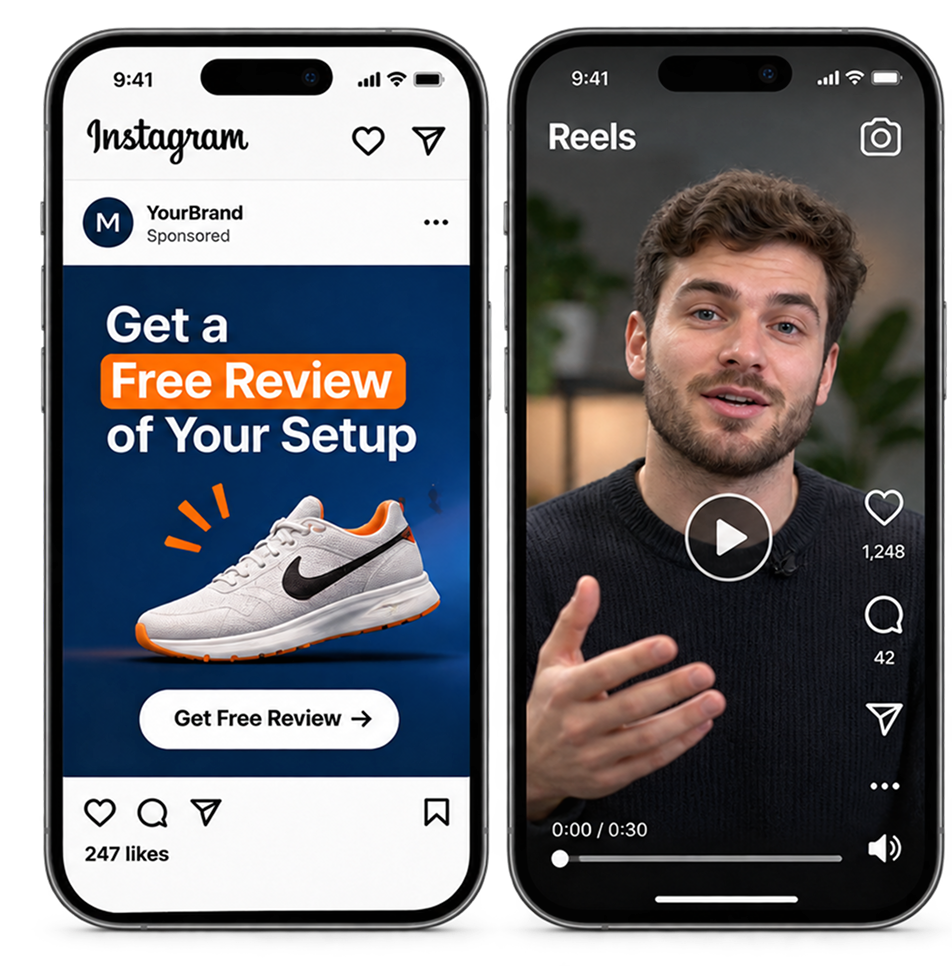 9:41
Instagram
M
YourBrand
Sponsored
Get a
Free Review
of Your Setup
Get Free Review →
247 likes
9:41
Reels
1,248
42
0:00 / 0:30